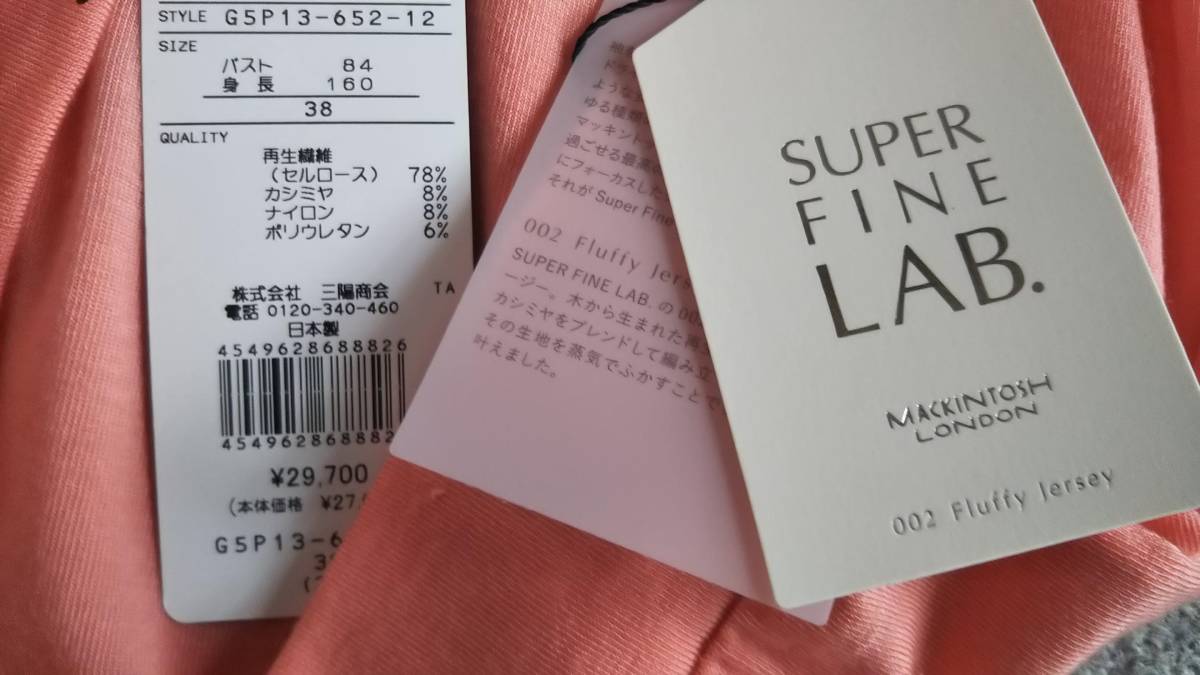 STYLE G5P13-652-12
SIZE
バスト 84
身長 160
38
QUALITY
再生繊維
(セルロース) 78%
カシミヤ 8%
ナイロン 8%
ポリウレタン 6%
株式会社 三陽商会 TA
電話 0120-340-460
日本製
4549628688826
454962868882
¥29,700
(本体価格 ¥27,
G5P13-6
ような
ゆる種類
マッキント
過ごせる最高
にフォーカスした
それが Super Fine
002 Fluffy Jers
SUPER FINE LAB. の 00
ージー。木から生まれた再
カシミヤをブレンドして編み立
その生地を蒸気でふかすことで
叶えました。
SUPER
FINE
LAB.
MACKINTOSH
LONDON
002 Fluffy Jersey